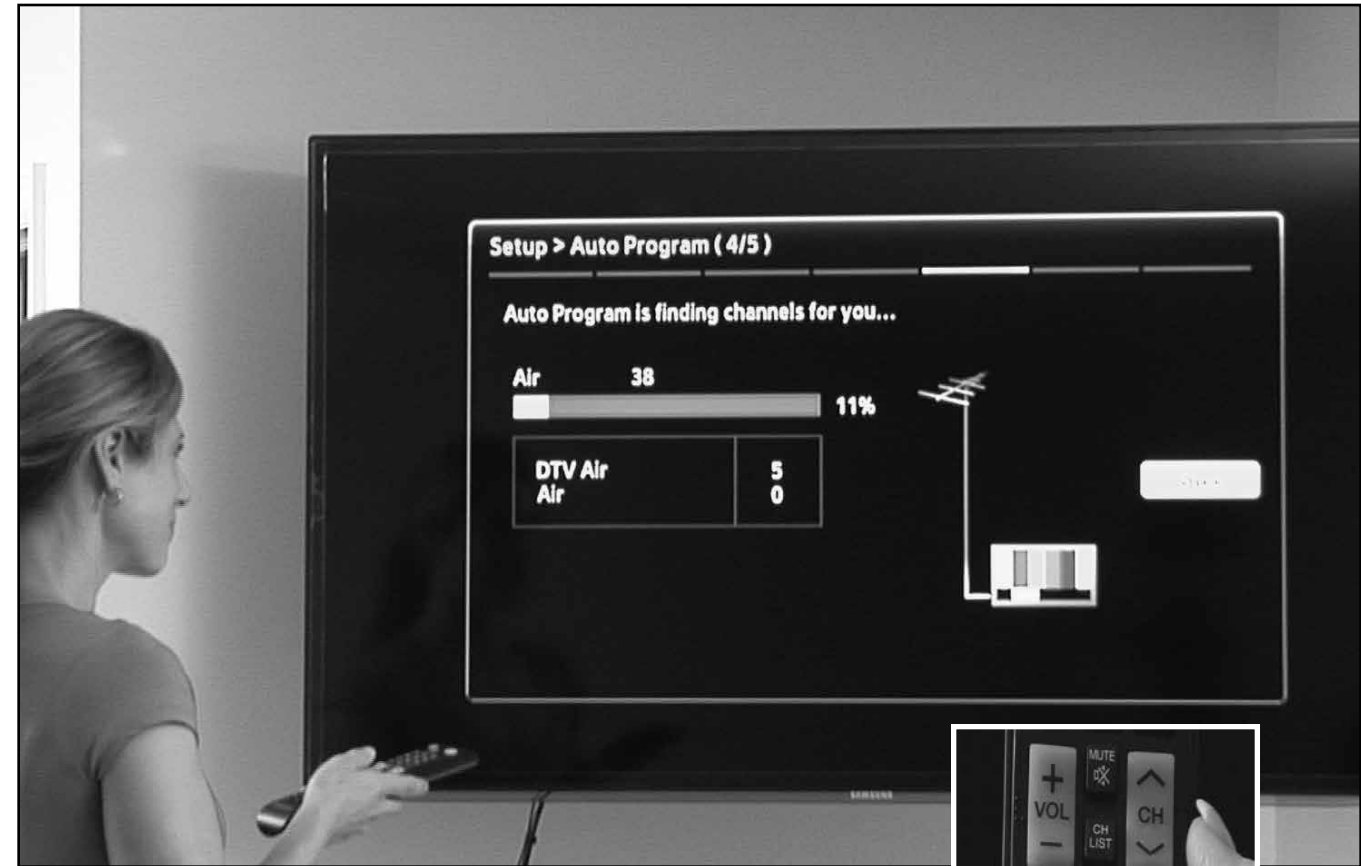 Setup > Auto Program ( 4/5 )
Auto Program is finding channels for you...
Air 38
11%
DTV Air 5
Air 0
SAMSUNG
MUTE
+
VOL
-
CH
LIST
CH